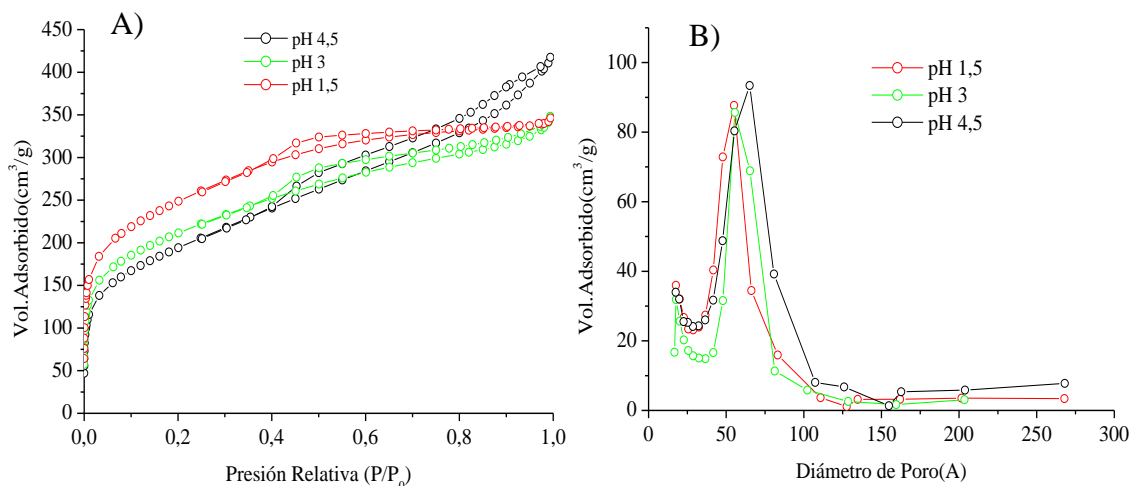 A)
pH 4,5
pH 3
pH 1,5
Vol.Adsorbido(cm³/g)
450
400
350
300
250
200
150
100
50
0
0,0 0,2 0,4 0,6 0,8 1,0
Presión Relativa (P/P₀)
B)
pH 1,5
pH 3
pH 4,5
Vol.Adsorbido(cm³/g)
100
80
60
40
20
0
0 50 100 150 200 250 300
Diámetro de Poro(A)